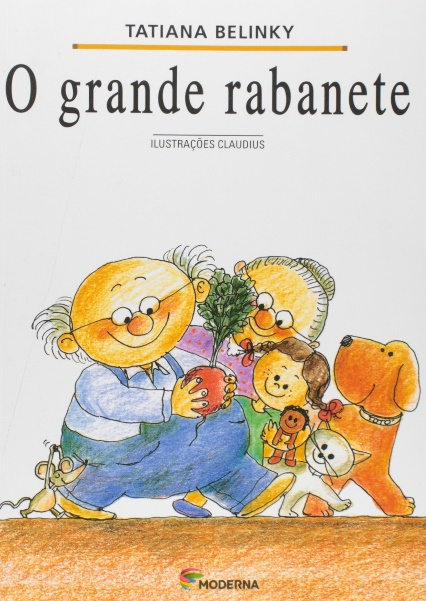 TATIANA BELINKY
O grande rabanete
ILUSTRAÇÕES CLAUDIUS
MODERNA